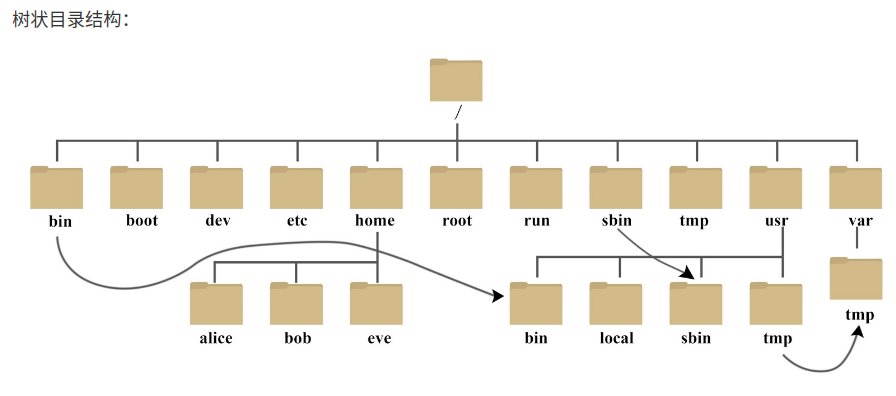 树状目录结构：
/
bin boot dev etc home root run sbin tmp usr var
tmp
alice bob eve bin local sbin tmp